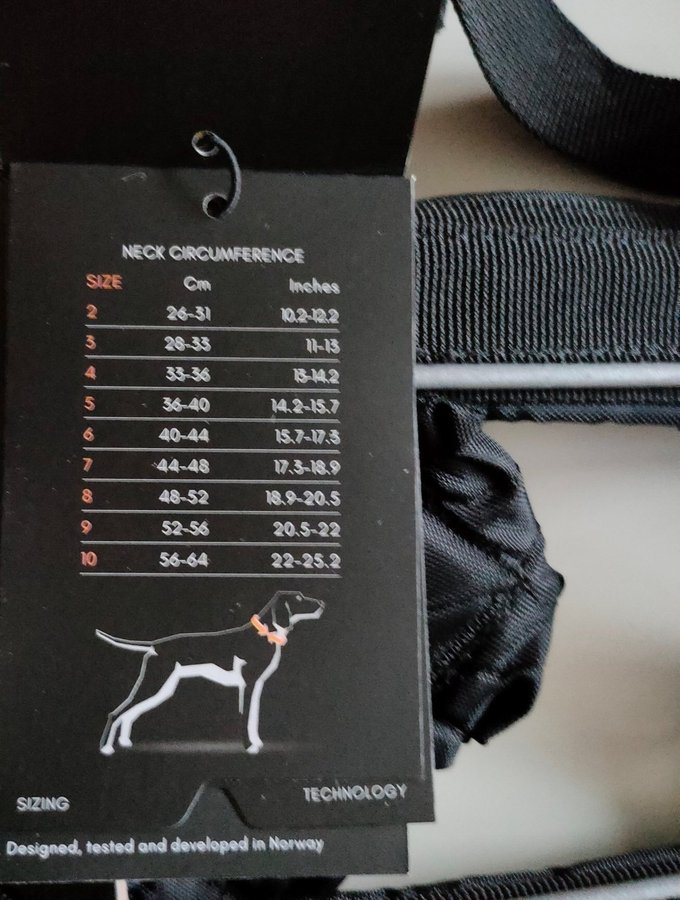 NECK CIRCUMFERENCE
SIZE Cm Inches
2 26-31 10.2-12.2
3 28-33 11-13
4 33-36 13-14.2
5 36-40 14.2-15.7
6 40-44 15.7-17.3
7 44-48 17.3-18.9
8 48-52 18.9-20.5
9 52-56 20.5-22
10 56-64 22-25.2
SIZING TECHNOLOGY
Designed, tested and developed in Norway